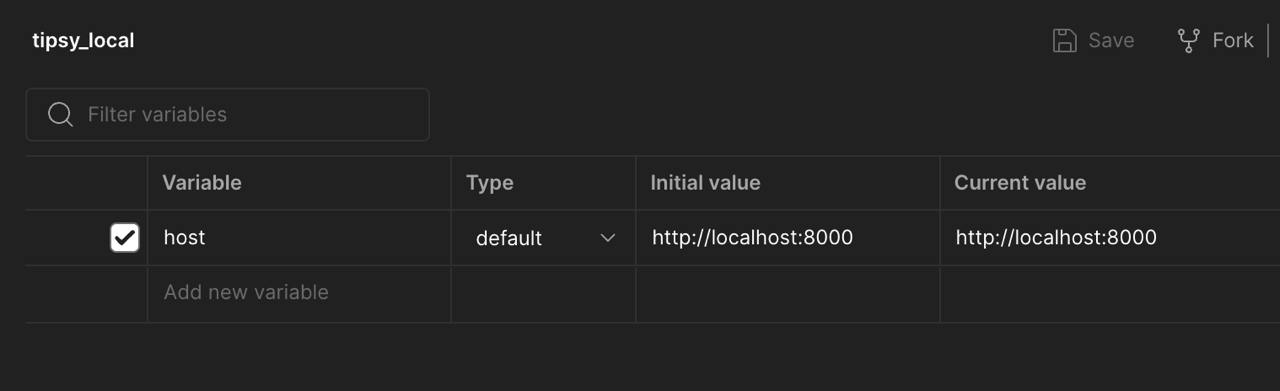 tipsy_local
Save
Fork
Filter variables
Variable Type Initial value Current value
host default http://localhost:8000 http://localhost:8000
Add new variable